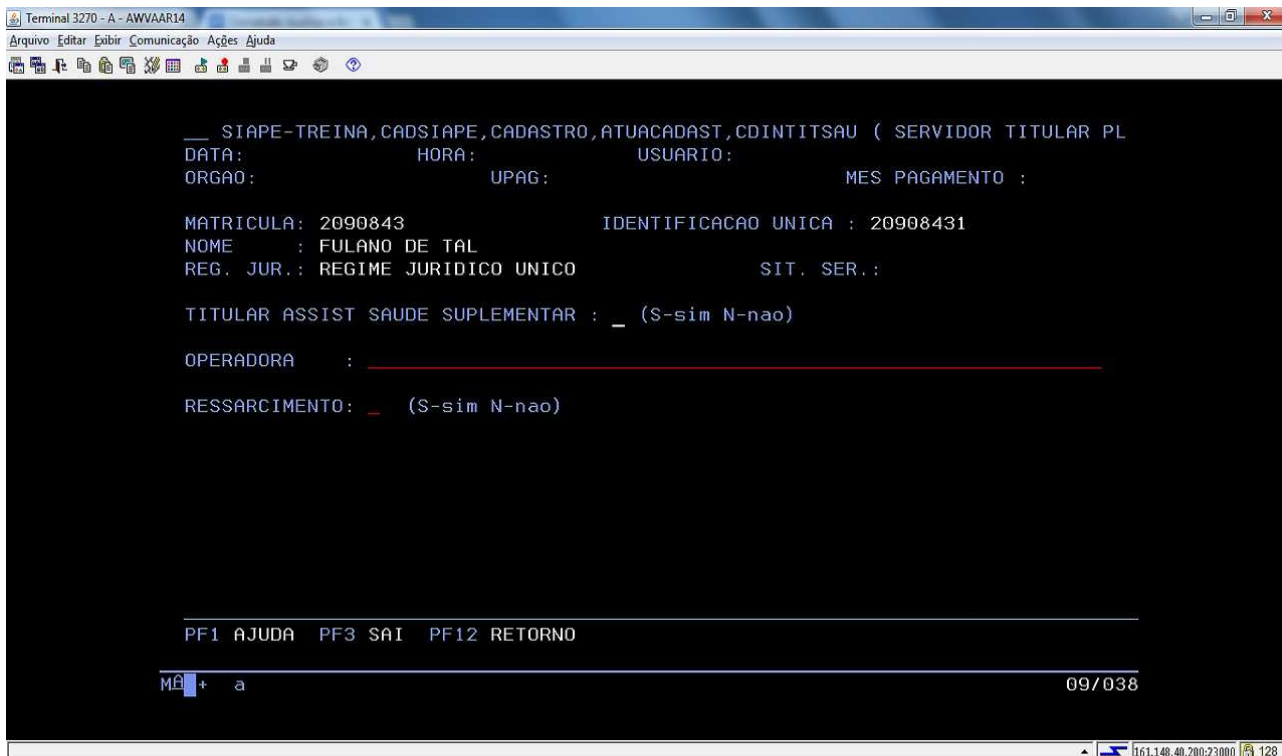 Terminal 3270 - A - AWVAAR14
Arquivo Editar Exibir Comunicação Ações Ajuda
__ SIAPE-TREINA,CADSIAPE,CADASTRO,ATUACADAST,CDINTITSAU ( SERVIDOR TITULAR PL
DATA: HORA: USUARIO:
ORGAO: UPAG: MES PAGAMENTO :
MATRICULA: 2090843 IDENTIFICACAO UNICA : 20908431
NOME : FULANO DE TAL
REG. JUR.: REGIME JURIDICO UNICO SIT. SER.:
TITULAR ASSIST SAUDE SUPLEMENTAR : _ (S-sim N-nao)
OPERADORA :
RESSARCIMENTO: _ (S-sim N-nao)
PF1 AJUDA PF3 SAI PF12 RETORNO
MA + a 09/038
161.148.40.200:23000 128